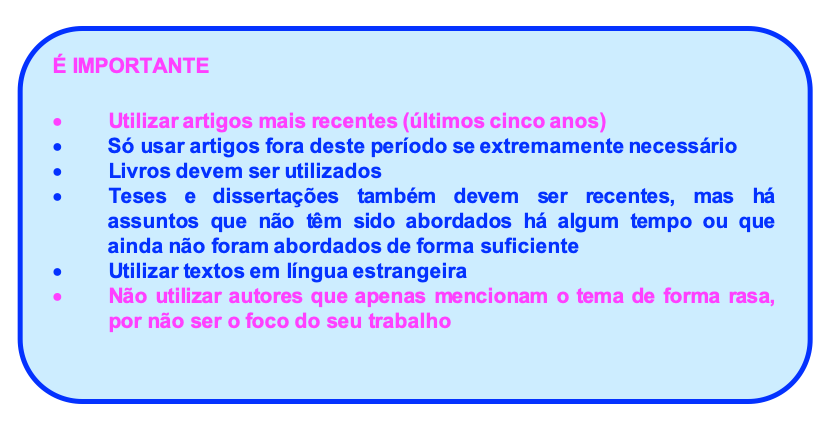 É IMPORTANTE
• Utilizar artigos mais recentes (últimos cinco anos)
• Só usar artigos fora deste período se extremamente necessário
• Livros devem ser utilizados
• Teses e dissertações também devem ser recentes, mas há
assuntos que não têm sido abordados há algum tempo ou que
ainda não foram abordados de forma suficiente
• Utilizar textos em língua estrangeira
• Não utilizar autores que apenas mencionam o tema de forma rasa,
por não ser o foco do seu trabalho